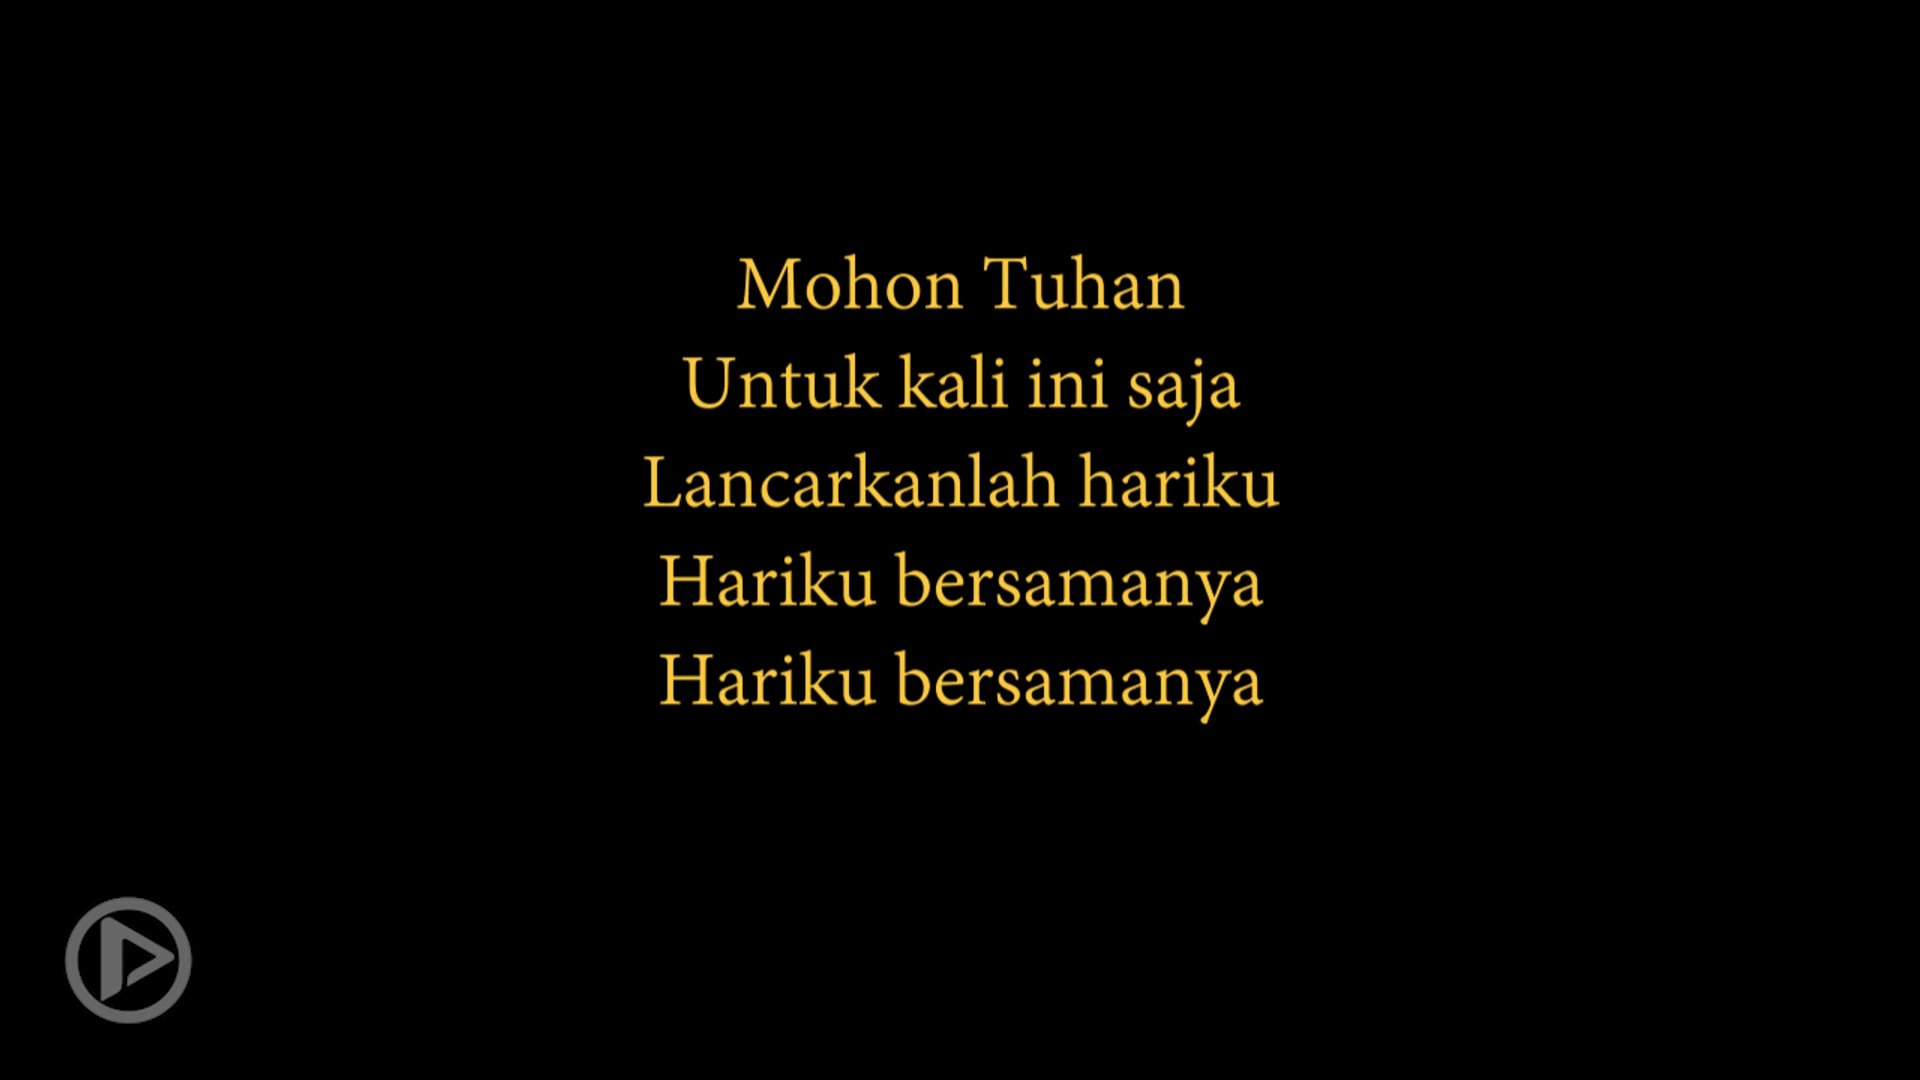 Mohon Tuhan
Untuk kali ini saja
Lancarkanlah hariku
Hariku bersamanya
Hariku bersamanya